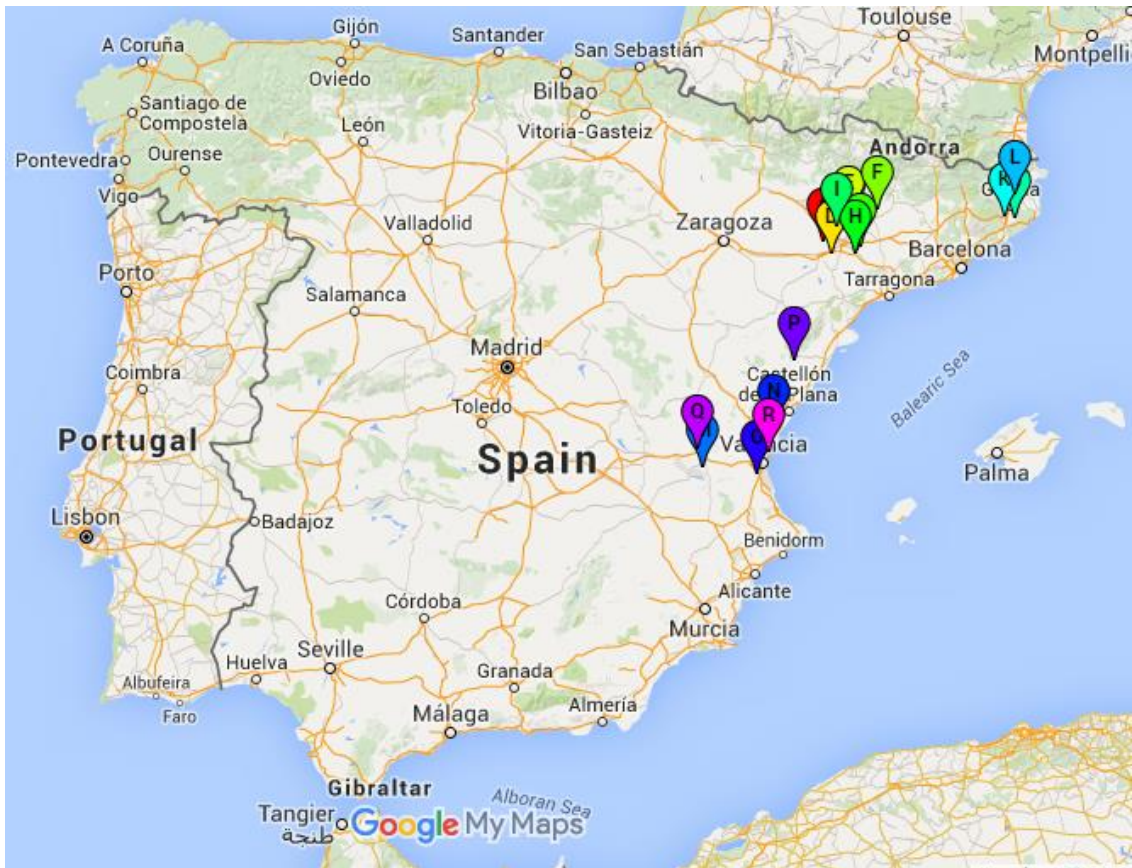 Toulouse
Montpelli
Gijón
A Coruña
Santander
San Sebastián
Oviedo
Bilbao
Santiago de
Compostela
León
Vitoria-Gasteiz
Pontevedra
Ourense
Andorra
Vigo
L
F
K
I
H
Zaragoza
Valladolid
Barcelona
Porto
Tarragona
Salamanca
P
Madrid
Coimbra
Castellón
de
Plana
N
Toledo
Balearic Sea
Q
R
Portugal
Spain
Palma
Lisbon
Badajoz
Benidorm
Alicante
Córdoba
Murcia
Huelva
Seville
Granada
Albufeira
Faro
Almería
Málaga
Gibraltar
Alboran Sea
Tangier
طنجة
Google My Maps